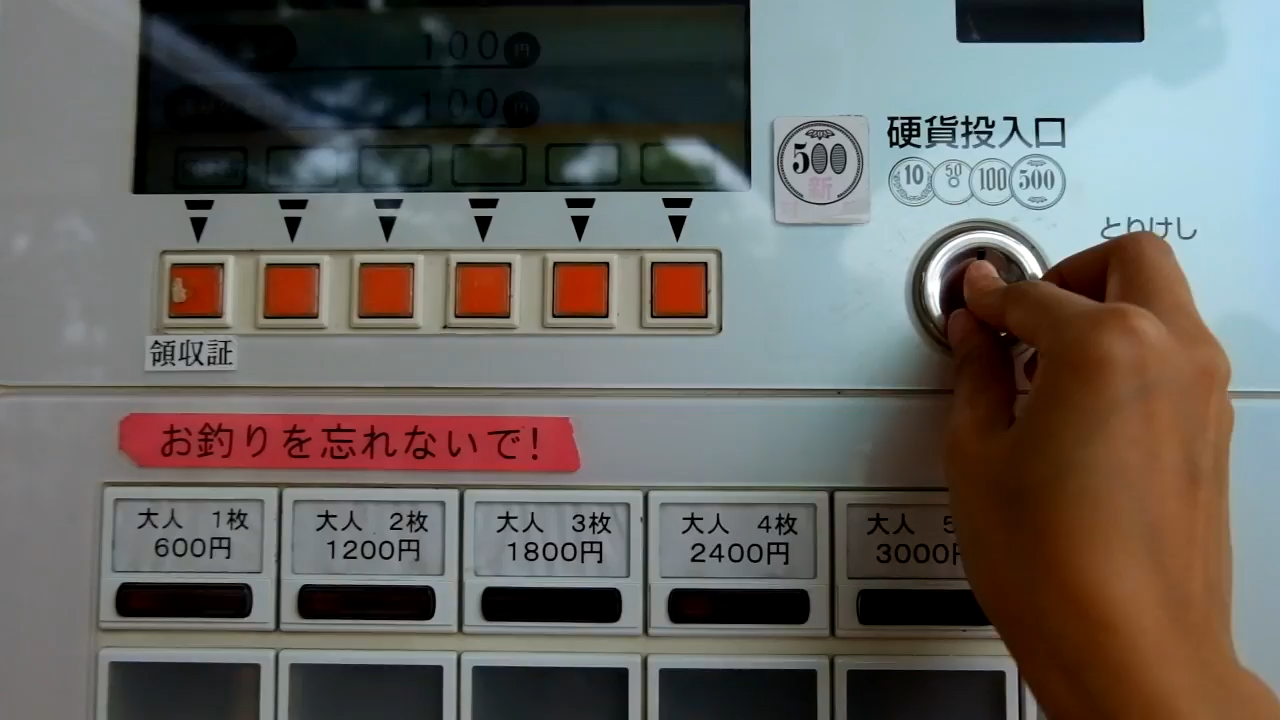 100円
100円
硬貨投入口
500
新
10 50 100 500
とりけし
領収証
お釣りを忘れないで!
大人 1枚
600円
大人 2枚
1200円
大人 3枚
1800円
大人 4枚
2400円
大人 5
3000円